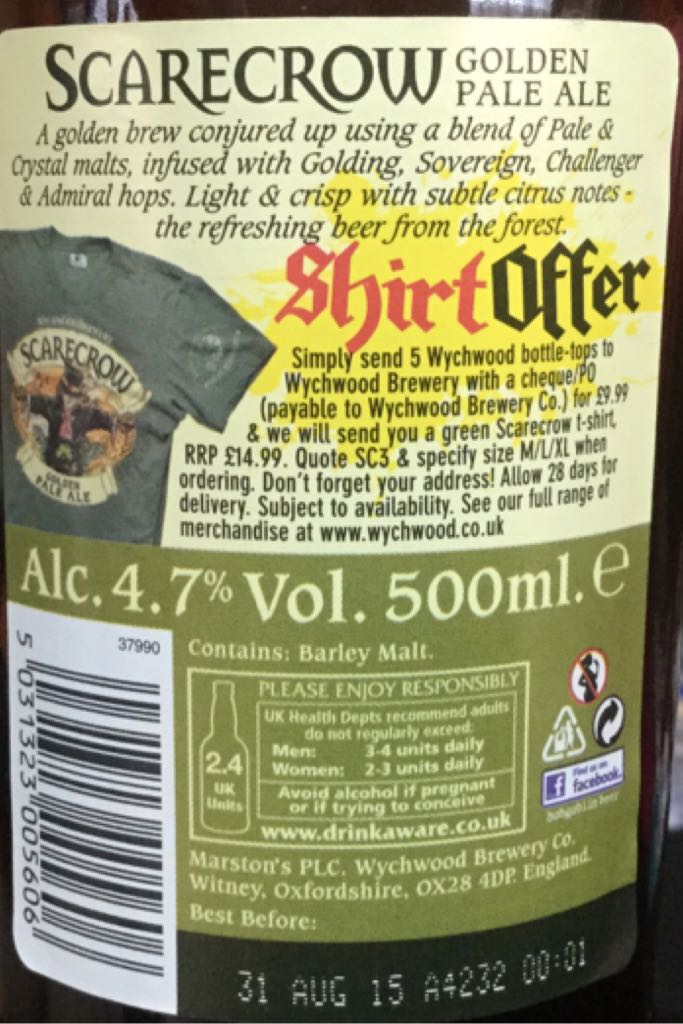 SCARECROW GOLDEN PALE ALE
A golden brew conjured up using a blend of Pale &
Crystal malts, infused with Golding, Sovereign, Challenger
& Admiral hops. Light & crisp with subtle citrus notes -
the refreshing beer from the forest.
Shirt Offer
SCARECROW
GOLDEN
PALE ALE
Simply send 5 Wychwood bottle-tops to
Wychwood Brewery with a cheque/PO
(payable to Wychwood Brewery Co.) for £9.99
& we will send you a green Scarecrow t-shirt,
RRP £14.99. Quote SC3 & specify size M/L/XL when
ordering. Don't forget your address! Allow 28 days for
delivery. Subject to availability. See our full range of
merchandise at www.wychwood.co.uk
Alc. 4.7% Vol. 500ml. e
37990
5 031323 005606
Contains: Barley Malt.
PLEASE ENJOY RESPONSIBLY
2.4
UK
Units
UK Health Depts recommend adults
do not regularly exceed:
Men: 3-4 units daily
Women: 2-3 units daily
Avoid alcohol if pregnant
or if trying to conceive
www.drinkaware.co.uk
Find us on
facebook.
Marston's PLC. Wychwood Brewery Co.
Witney, Oxfordshire, OX28 4DP. England.
Best Before:
31 AUG 15 A4232 00:01